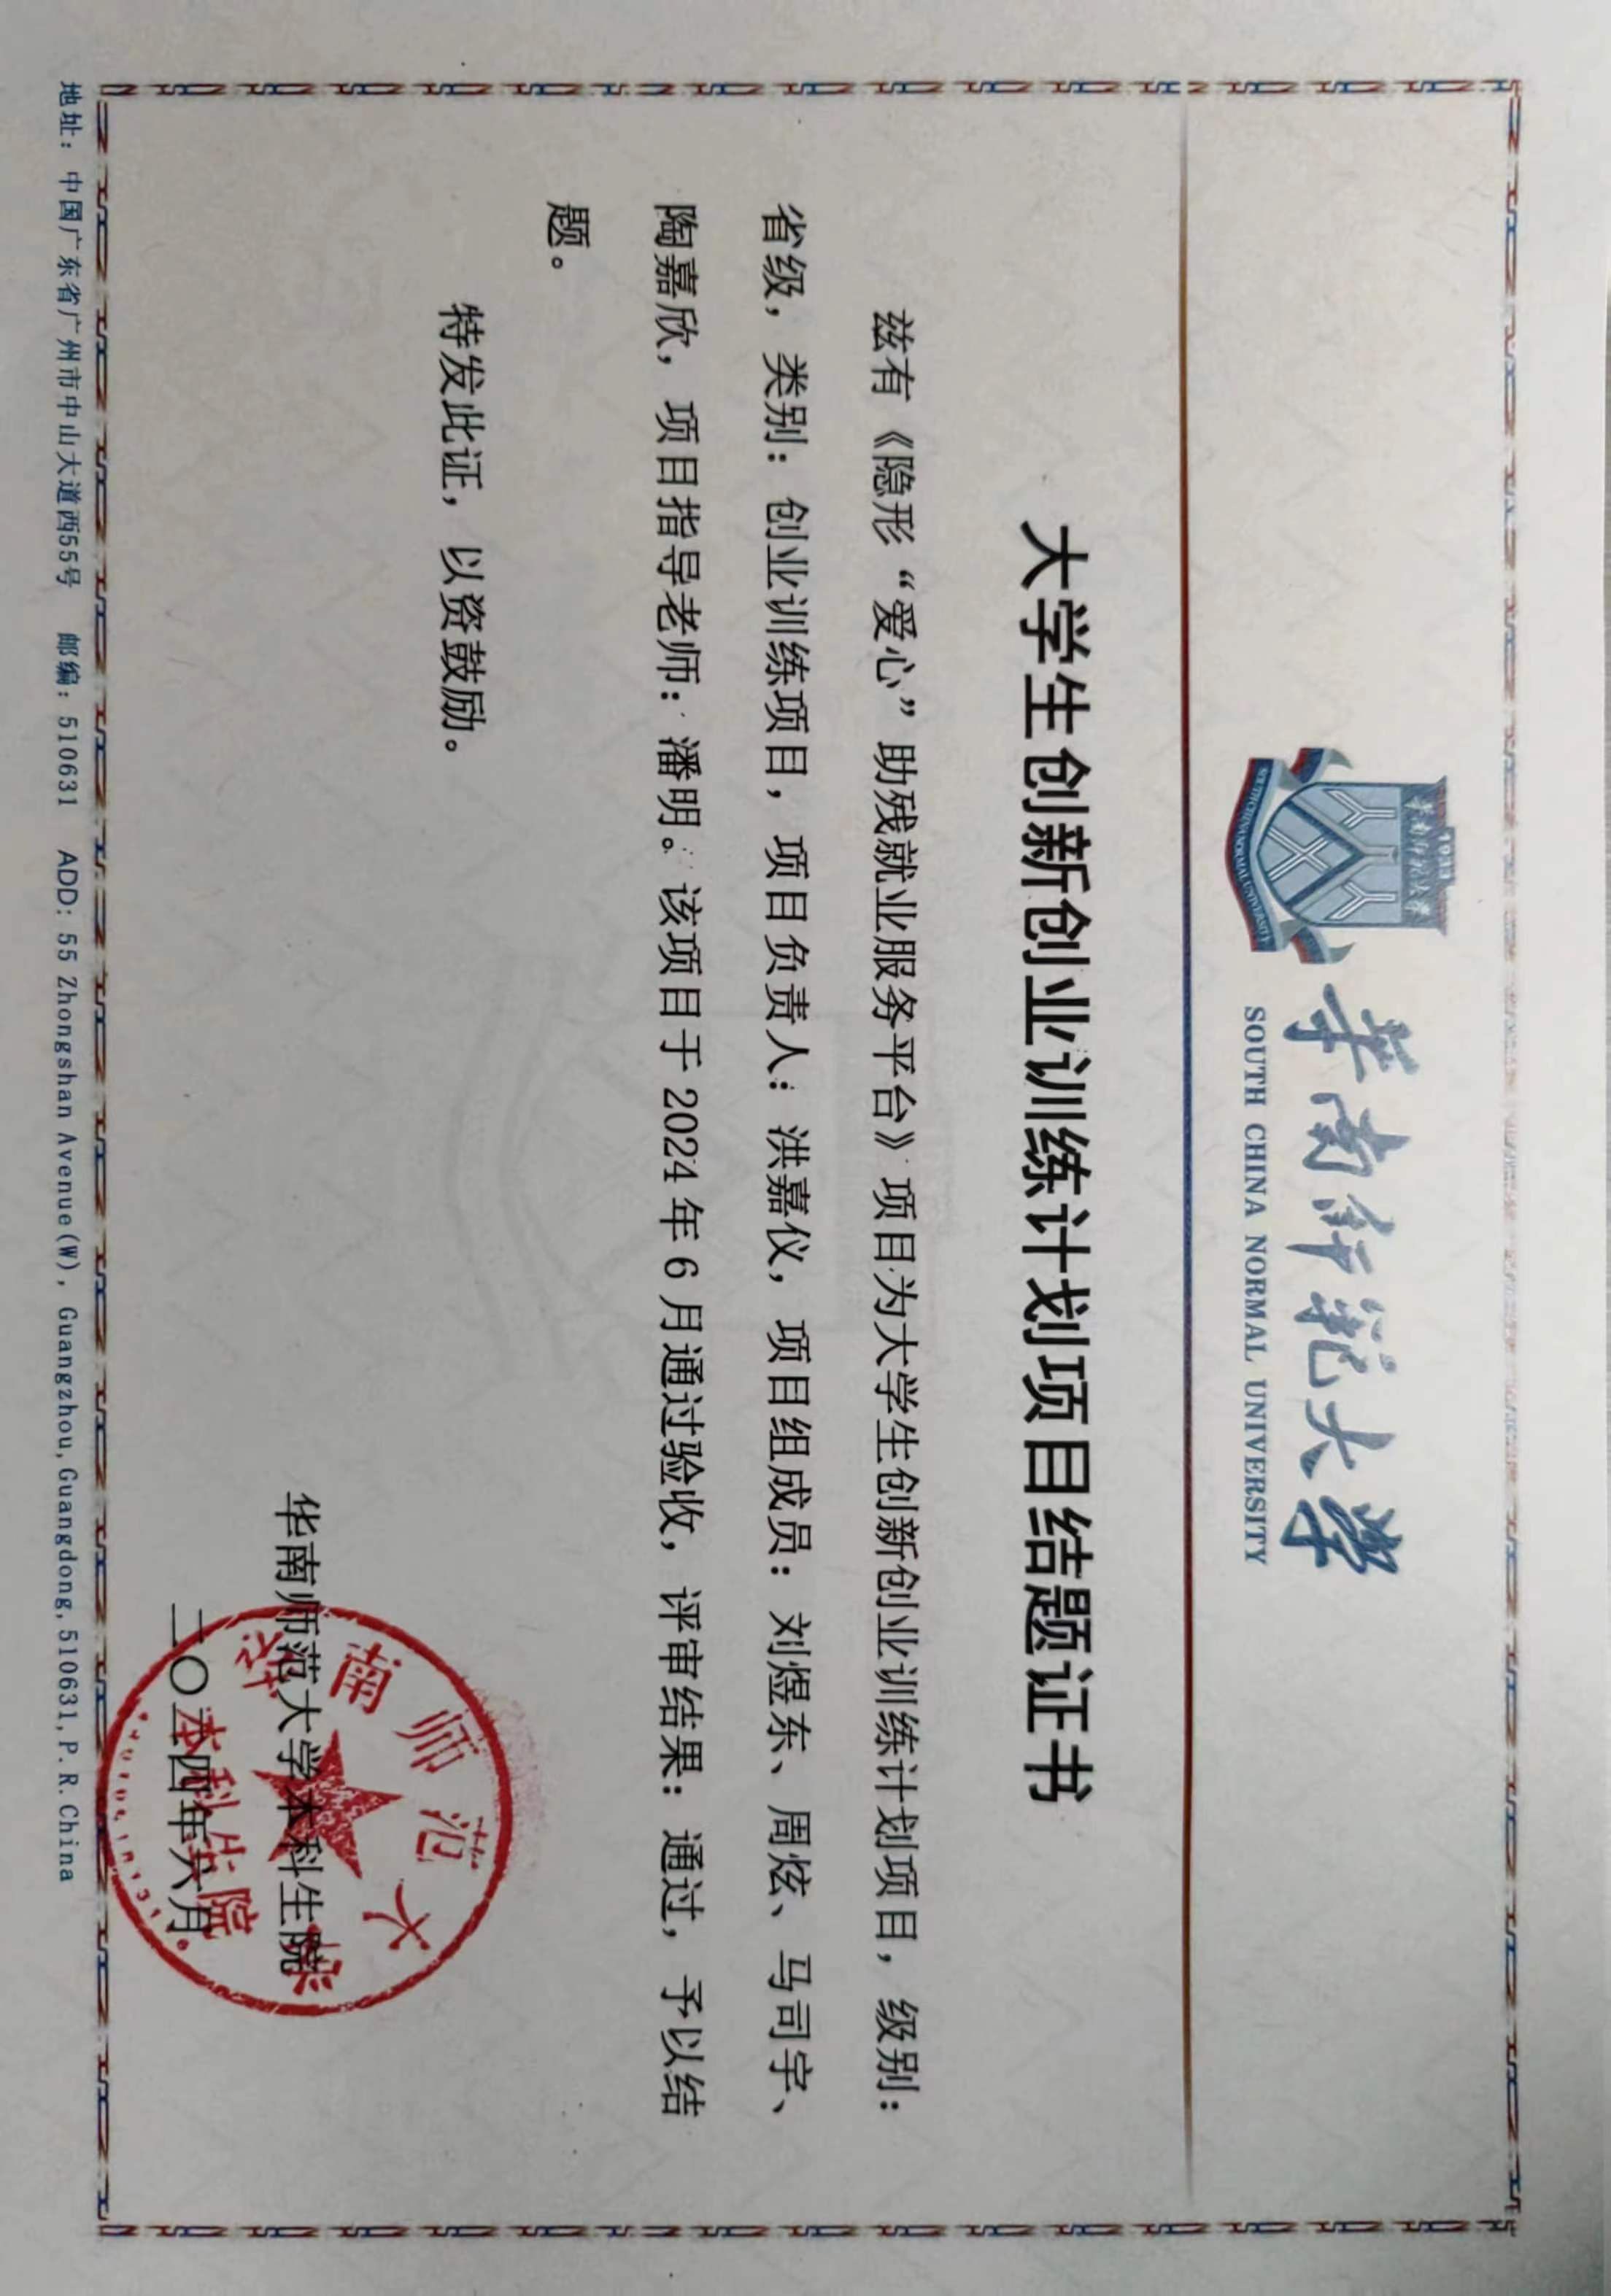 1933
华南师范大学
SOUTH CHINA NORMAL UNIVERSITY
華南師范大學
SOUTH CHINA NORMAL UNIVERSITY
大学生创新创业训练计划项目结题证书
兹有《隐形“爱心”助残就业服务平台》项目为大学生创新创业训练计划项目，级别：
省级，类别：创业训练项目，项目负责人：洪嘉仪，项目组成员：刘煜东、周炫、马司宇、
陶嘉欣，项目指导老师：潘明。该项目于2024年6月通过验收，评审结果：通过，予以结
题。
特发此证，以资鼓励。
华南师范大学本科生院
二〇二四年六月
华南师范大学
本科生院
地址：中国广东省广州市中山大道西55号 邮编：510631 ADD: 55 Zhongshan Avenue(W), Guangzhou, Guangdong, 510631, P. R. China